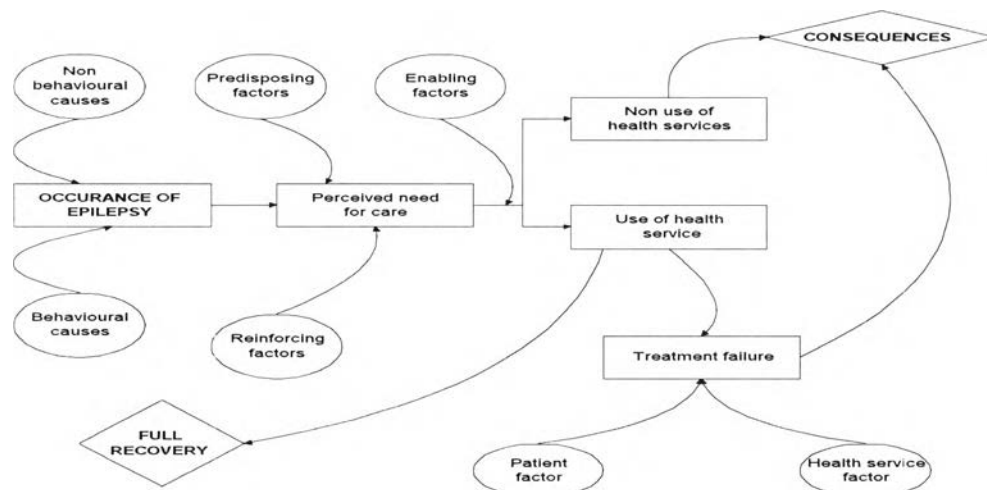 CONSEQUENCES
Non
behavioural
causes
Predisposing
factors
Enabling
factors
Non use of
health services
OCCURANCE OF
EPILEPSY
Perceived need
for care
Use of health
service
Behavioural
causes
Reinforcing
factors
Treatment failure
FULL
RECOVERY
Patient
factor
Health service
factor